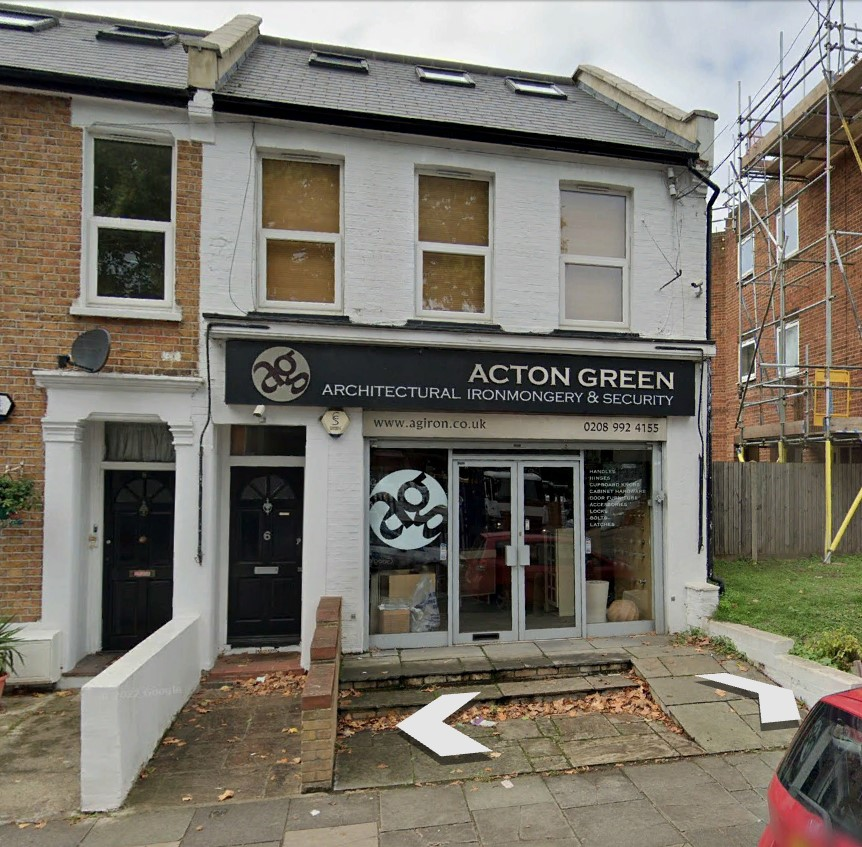 ACTON GREEN
ARCHITECTURAL IRONMONGERY & SECURITY
www.agiron.co.uk
0208 992 4155
HANDLES
HINGES
CUPBOARD KNOBS
CABINET HARDWARE
DOOR FURNITURE
ACCESSORIES
LOCKS
BOLTS
LATCHES
6